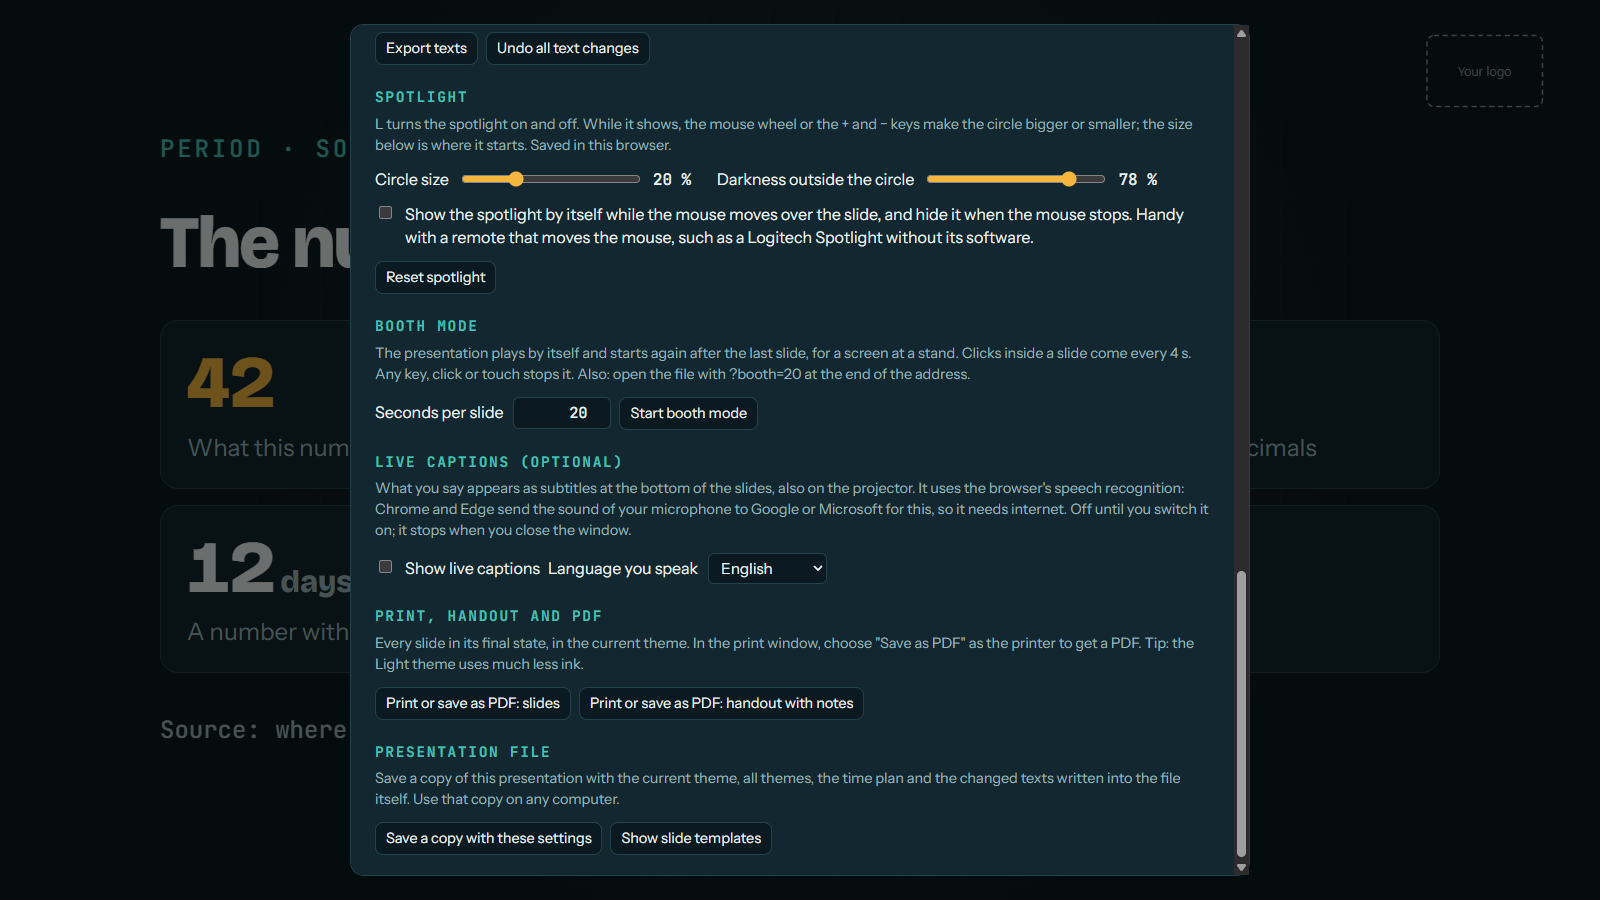 Export texts Undo all text changes
Your logo
SPOTLIGHT
L turns the spotlight on and off. While it shows, the mouse wheel or the + and − keys make the circle bigger or smaller; the size
below is where it starts. Saved in this browser.
PERIOD · SO
Circle size 20 % Darkness outside the circle 78 %
Show the spotlight by itself while the mouse moves over the slide, and hide it when the mouse stops. Handy
with a remote that moves the mouse, such as a Logitech Spotlight without its software.
The nu
Reset spotlight
BOOTH MODE
The presentation plays by itself and starts again after the last slide, for a screen at a stand. Clicks inside a slide come every 4 s.
Any key, click or touch stops it. Also: open the file with ?booth=20 at the end of the address.
42
Seconds per slide 20 Start booth mode
What this num
cimals
LIVE CAPTIONS (OPTIONAL)
What you say appears as subtitles at the bottom of the slides, also on the projector. It uses the browser's speech recognition:
Chrome and Edge send the sound of your microphone to Google or Microsoft for this, so it needs internet. Off until you switch it
on; it stops when you close the window.
12 days
Show live captions Language you speak English
PRINT, HANDOUT AND PDF
A number with
Every slide in its final state, in the current theme. In the print window, choose "Save as PDF" as the printer to get a PDF. Tip: the
Light theme uses much less ink.
Print or save as PDF: slides Print or save as PDF: handout with notes
Source: where
PRESENTATION FILE
Save a copy of this presentation with the current theme, all themes, the time plan and the changed texts written into the file
itself. Use that copy on any computer.
Save a copy with these settings Show slide templates